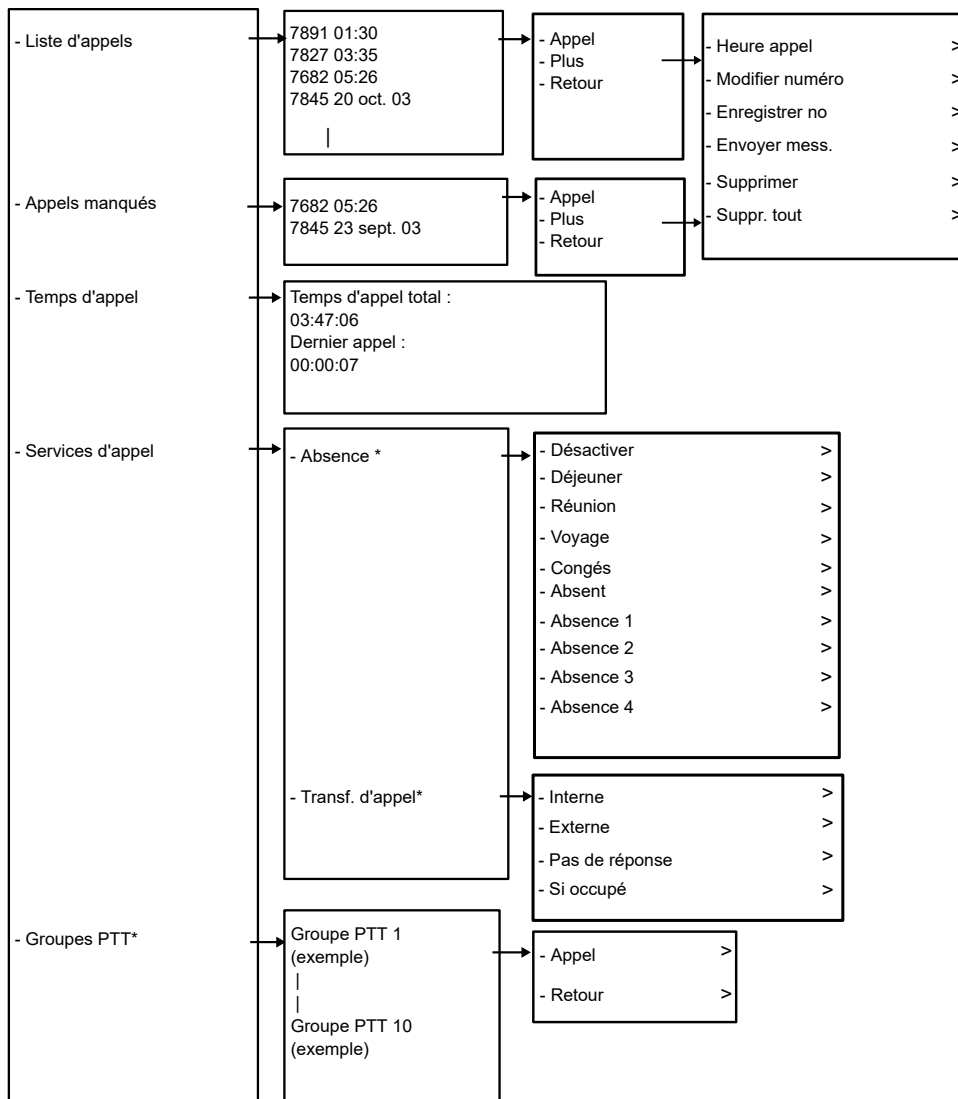 - Liste d'appels
7891 01:30
7827 03:35
7682 05:26
7845 20 oct. 03
|
- Appel
- Plus
- Retour
- Heure appel >
- Modifier numéro >
- Enregistrer no >
- Envoyer mess. >
- Supprimer >
- Suppr. tout >
- Appels manqués
7682 05:26
7845 23 sept. 03
- Appel
- Plus
- Retour
- Temps d'appel
Temps d'appel total :
03:47:06
Dernier appel :
00:00:07
- Services d'appel
- Absence *
- Désactiver >
- Déjeuner >
- Réunion >
- Voyage >
- Congés >
- Absent >
- Absence 1 >
- Absence 2 >
- Absence 3 >
- Absence 4 >
- Transf. d'appel*
- Interne >
- Externe >
- Pas de réponse >
- Si occupé >
- Groupes PTT*
Groupe PTT 1
(exemple)
|
|
Groupe PTT 10
(exemple)
- Appel >
- Retour >